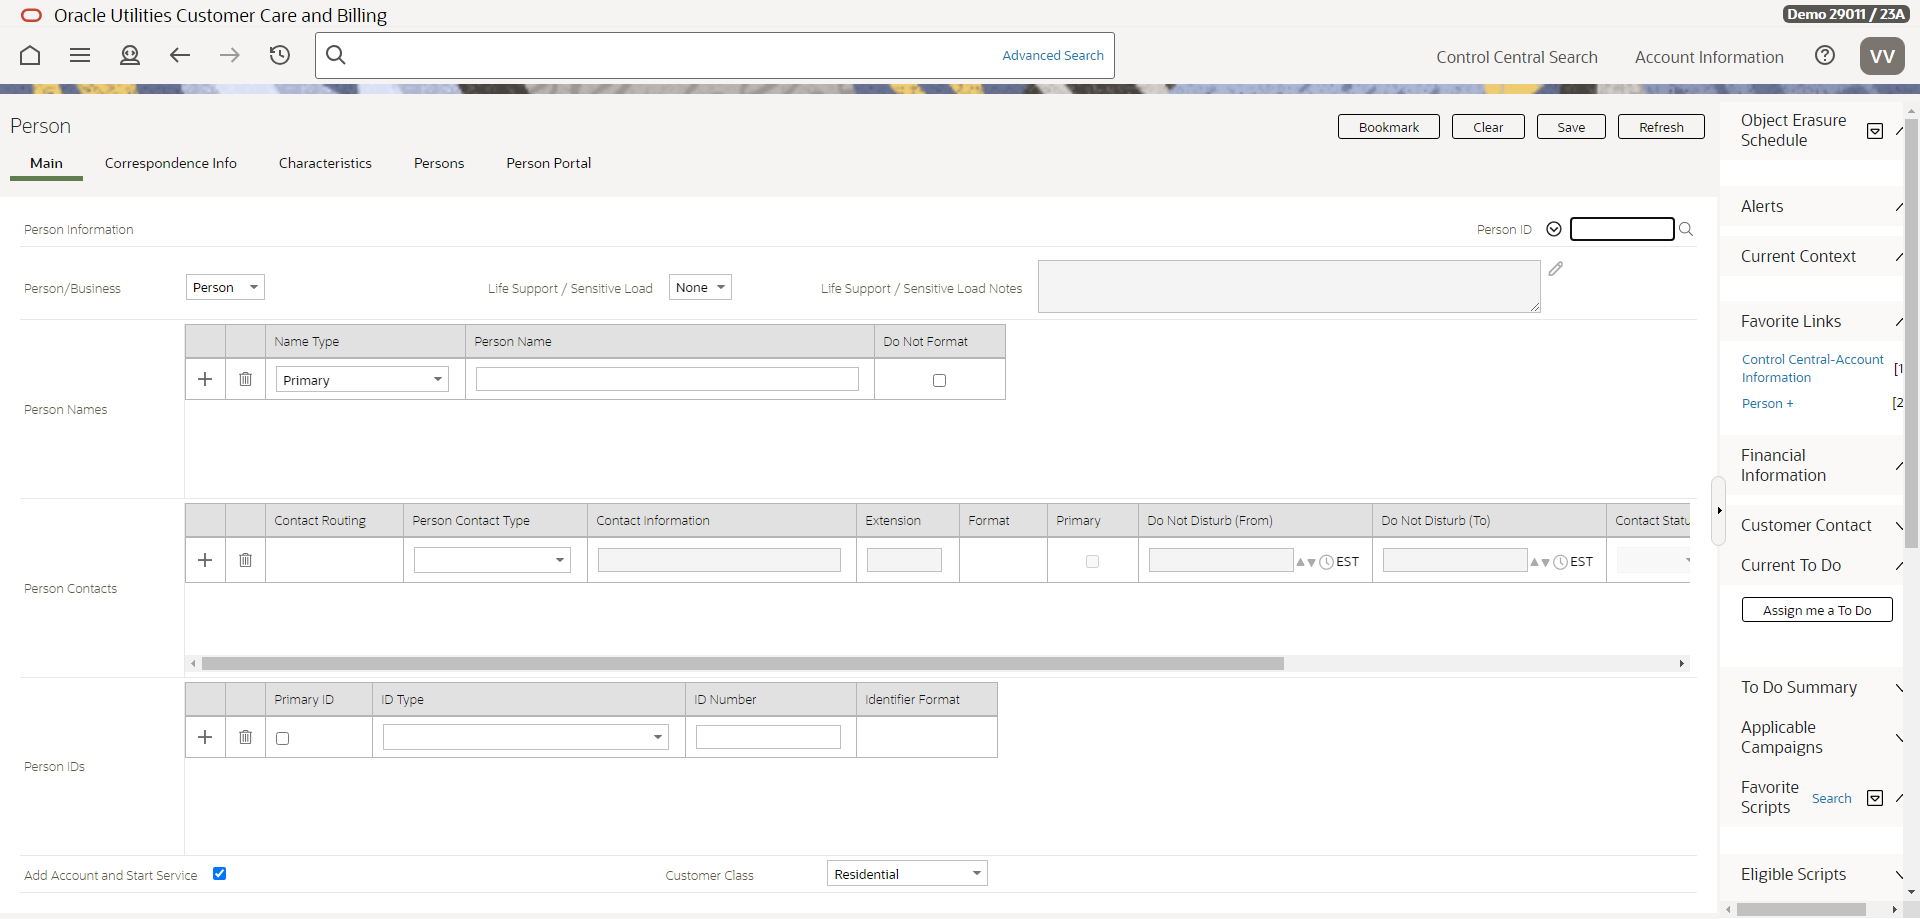 Oracle Utilities Customer Care and Billing
Demo 29011 / 23A
Advanced Search
Control Central Search
Account Information
VV
Person
Bookmark
Clear
Save
Refresh
Main
Correspondence Info
Characteristics
Persons
Person Portal
Person Information
Person ID
Person/Business
Person
Life Support / Sensitive Load
None
Life Support / Sensitive Load Notes
Name Type
Person Name
Do Not Format
Primary
Person Names
Contact Routing
Person Contact Type
Contact Information
Extension
Format
Primary
Do Not Disturb (From)
Do Not Disturb (To)
Contact Statu
EST
EST
Person Contacts
Primary ID
ID Type
ID Number
Identifier Format
Person IDs
Add Account and Start Service
Customer Class
Residential
Object Erasure
Schedule
Alerts
Current Context
Favorite Links
Control Central-Account
Information
[1
Person +
[2
Financial
Information
Customer Contact
Current To Do
Assign me a To Do
To Do Summary
Applicable
Campaigns
Favorite
Scripts
Search
Eligible Scripts